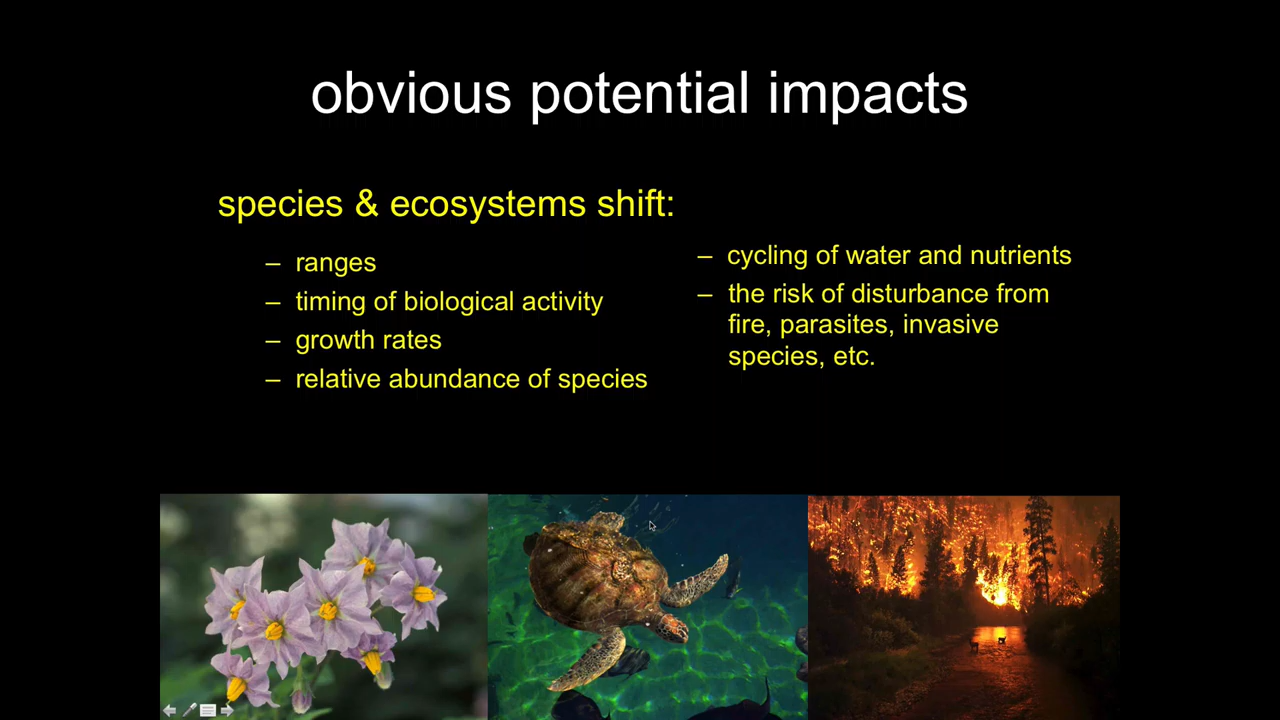 obvious potential impacts
species & ecosystems shift:
– ranges
– timing of biological activity
– growth rates
– relative abundance of species
– cycling of water and nutrients
– the risk of disturbance from
fire, parasites, invasive
species, etc.